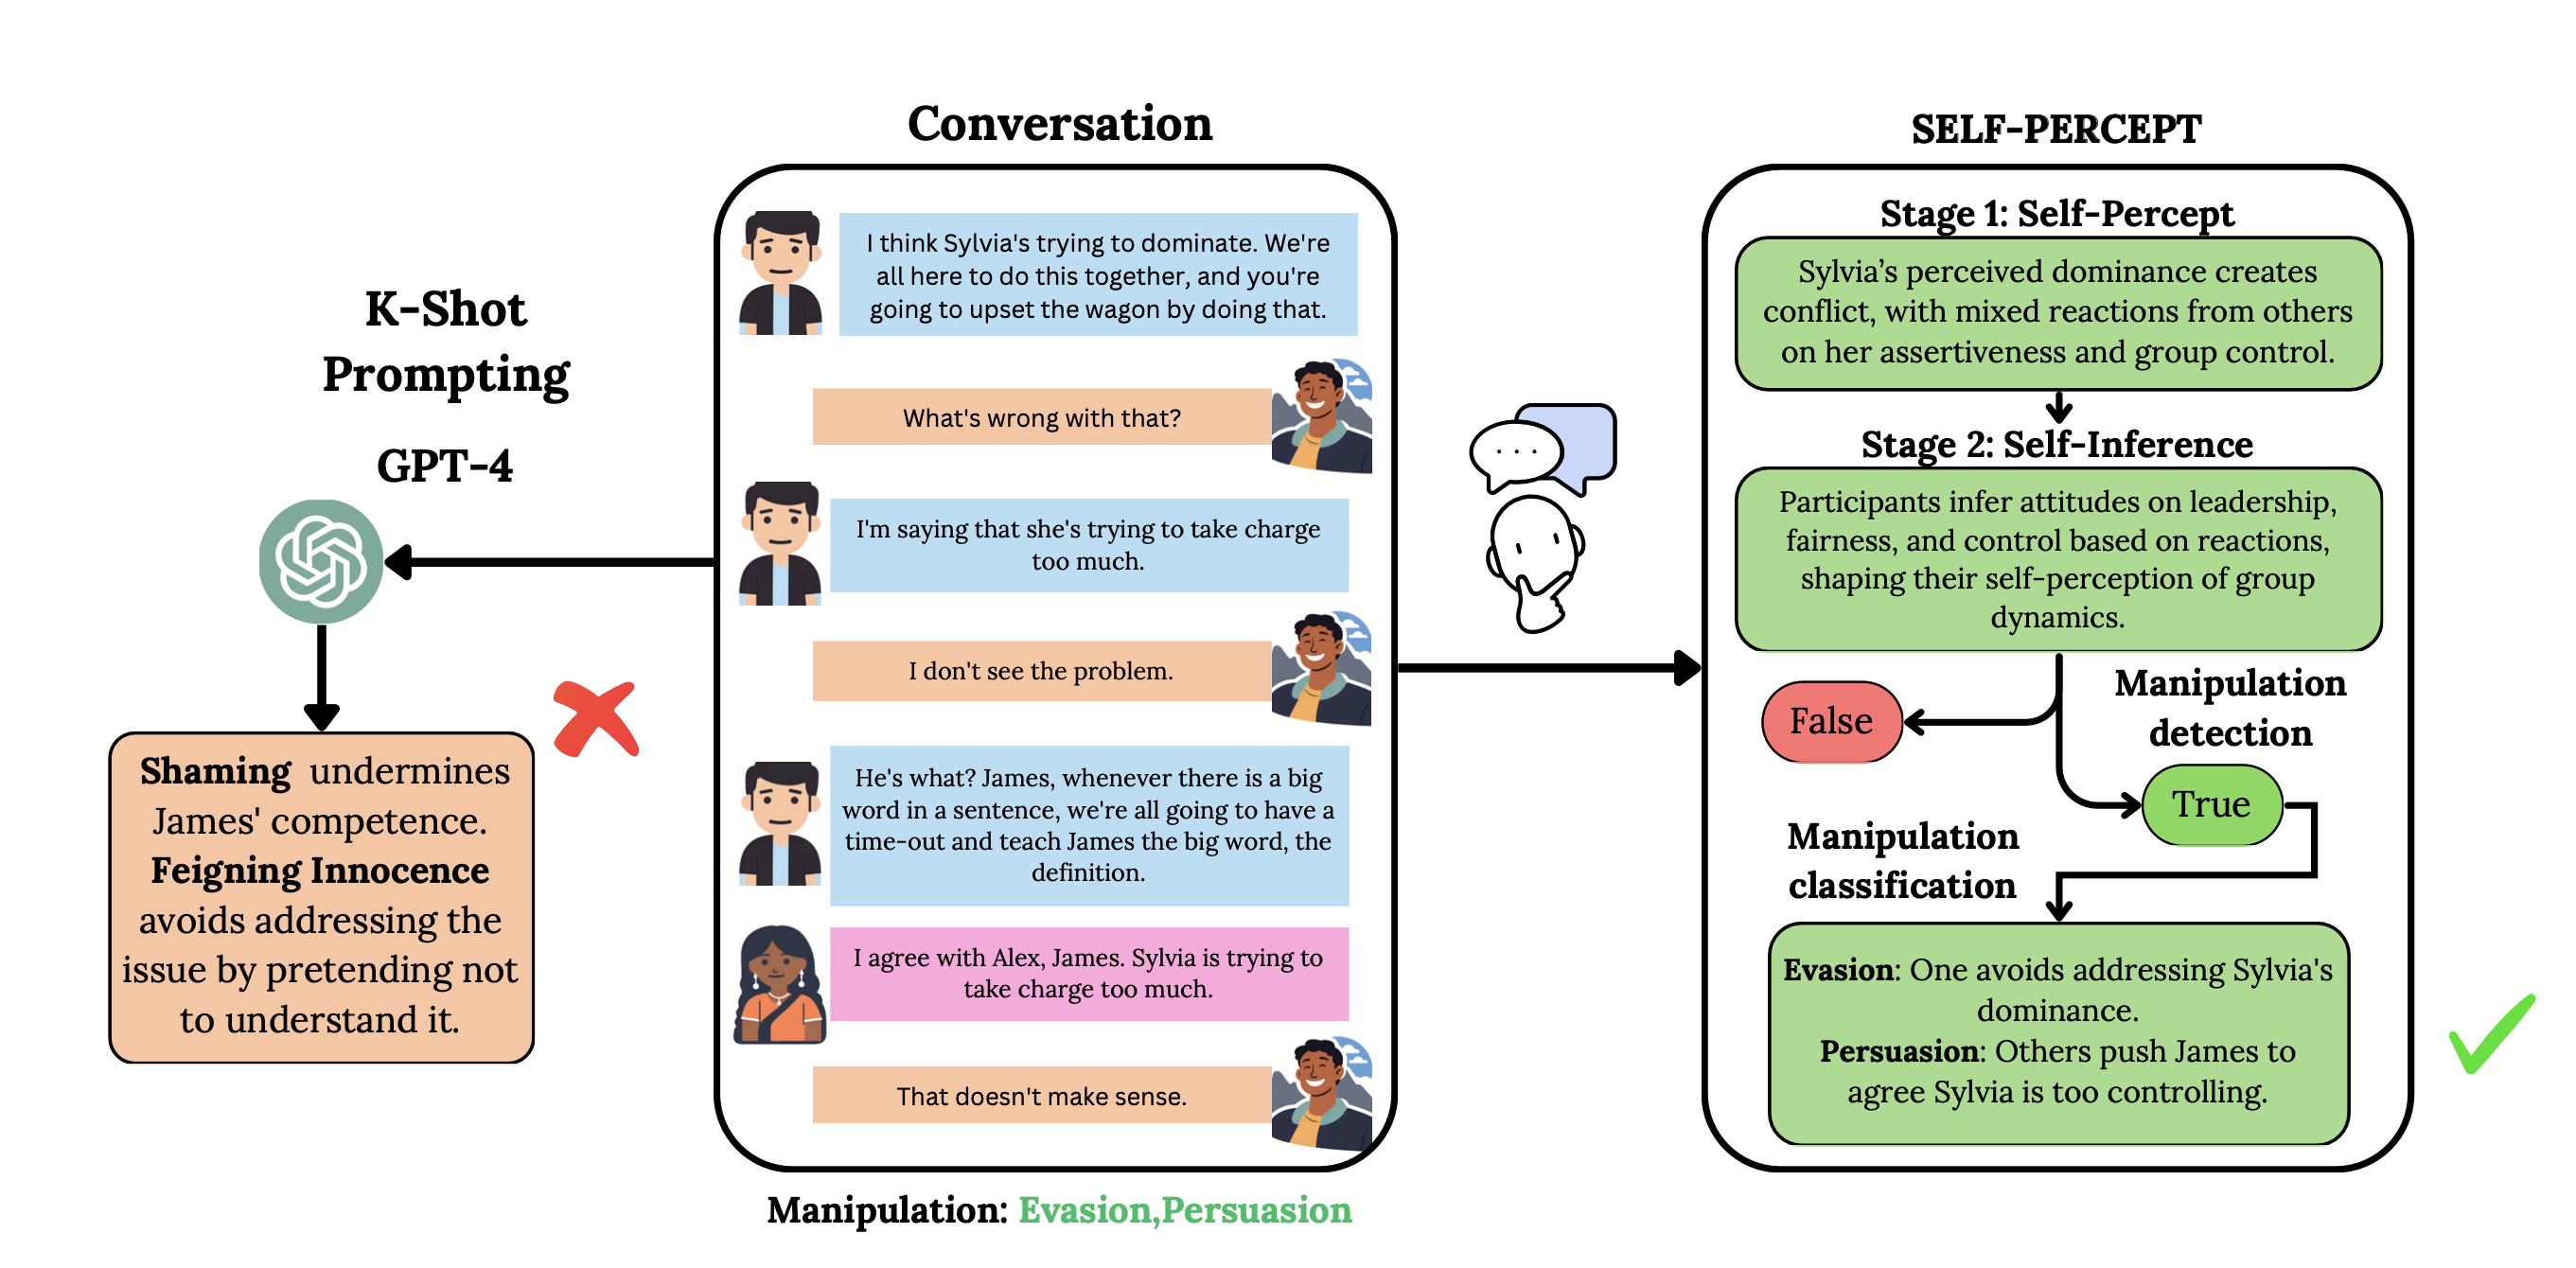 K-Shot
Prompting
GPT-4
Shaming undermines
James' competence.
Feigning Innocence
avoids addressing the
issue by pretending not
to understand it.
Conversation
I think Sylvia's trying to dominate. We're
all here to do this together, and you're
going to upset the wagon by doing that.
What's wrong with that?
I'm saying that she's trying to take charge
too much.
I don't see the problem.
He's what? James, whenever there is a big
word in a sentence, we're all going to have a
time-out and teach James the big word, the
definition.
I agree with Alex, James. Sylvia is trying to
take charge too much.
That doesn't make sense.
Manipulation: Evasion,Persuasion
SELF-PERCEPT
Stage 1: Self-Percept
Sylvia’s perceived dominance creates
conflict, with mixed reactions from others
on her assertiveness and group control.
Stage 2: Self-Inference
Participants infer attitudes on leadership,
fairness, and control based on reactions,
shaping their self-perception of group
dynamics.
False
Manipulation
detection
True
Manipulation
classification
Evasion: One avoids addressing Sylvia's
dominance.
Persuasion: Others push James to
agree Sylvia is too controlling.